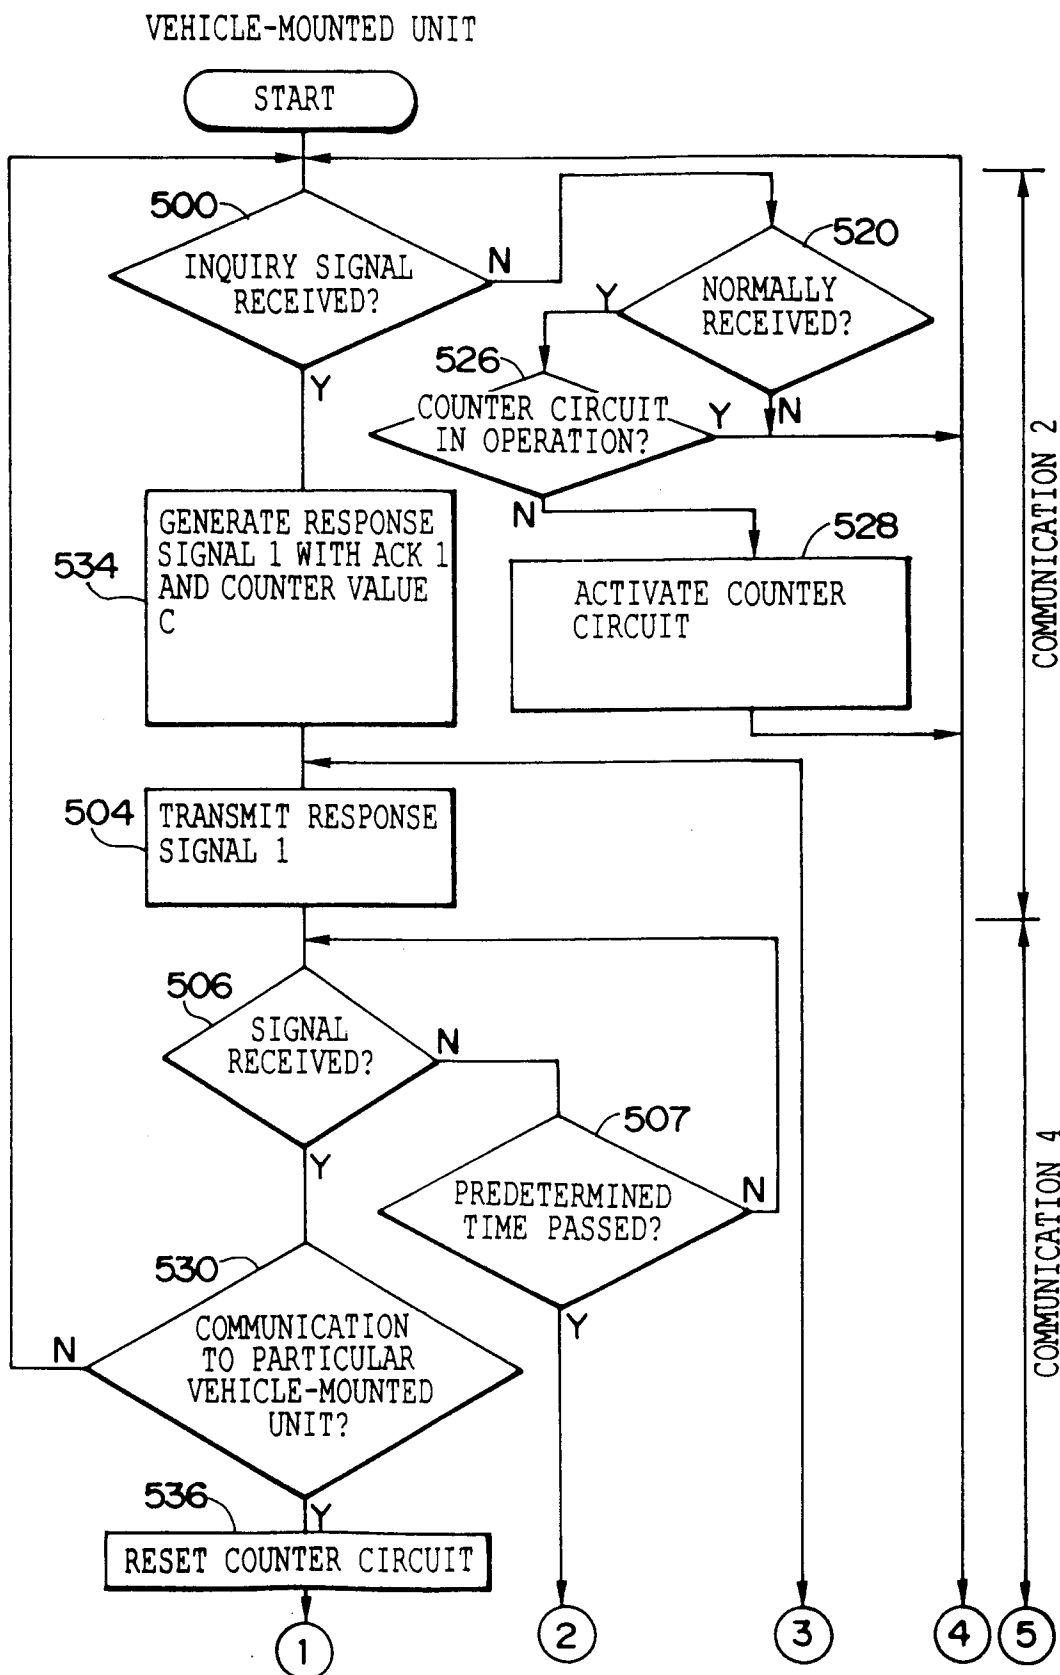 VEHICLE-MOUNTED UNIT
START
500
INQUIRY SIGNAL
RECEIVED?
N
Y
520
NORMALLY
RECEIVED?
Y
N
526
COUNTER CIRCUIT
IN OPERATION?
Y
N
534
GENERATE RESPONSE
SIGNAL 1 WITH ACK 1
AND COUNTER VALUE
C
528
ACTIVATE COUNTER
CIRCUIT
COMMUNICATION 2
504
TRANSMIT RESPONSE
SIGNAL 1
506
SIGNAL
RECEIVED?
N
Y
507
PREDETERMINED
TIME PASSED?
N
Y
530
COMMUNICATION
TO PARTICULAR
VEHICLE-MOUNTED
UNIT?
N
Y
COMMUNICATION 4
536
RESET COUNTER CIRCUIT
1
2
3
4
5